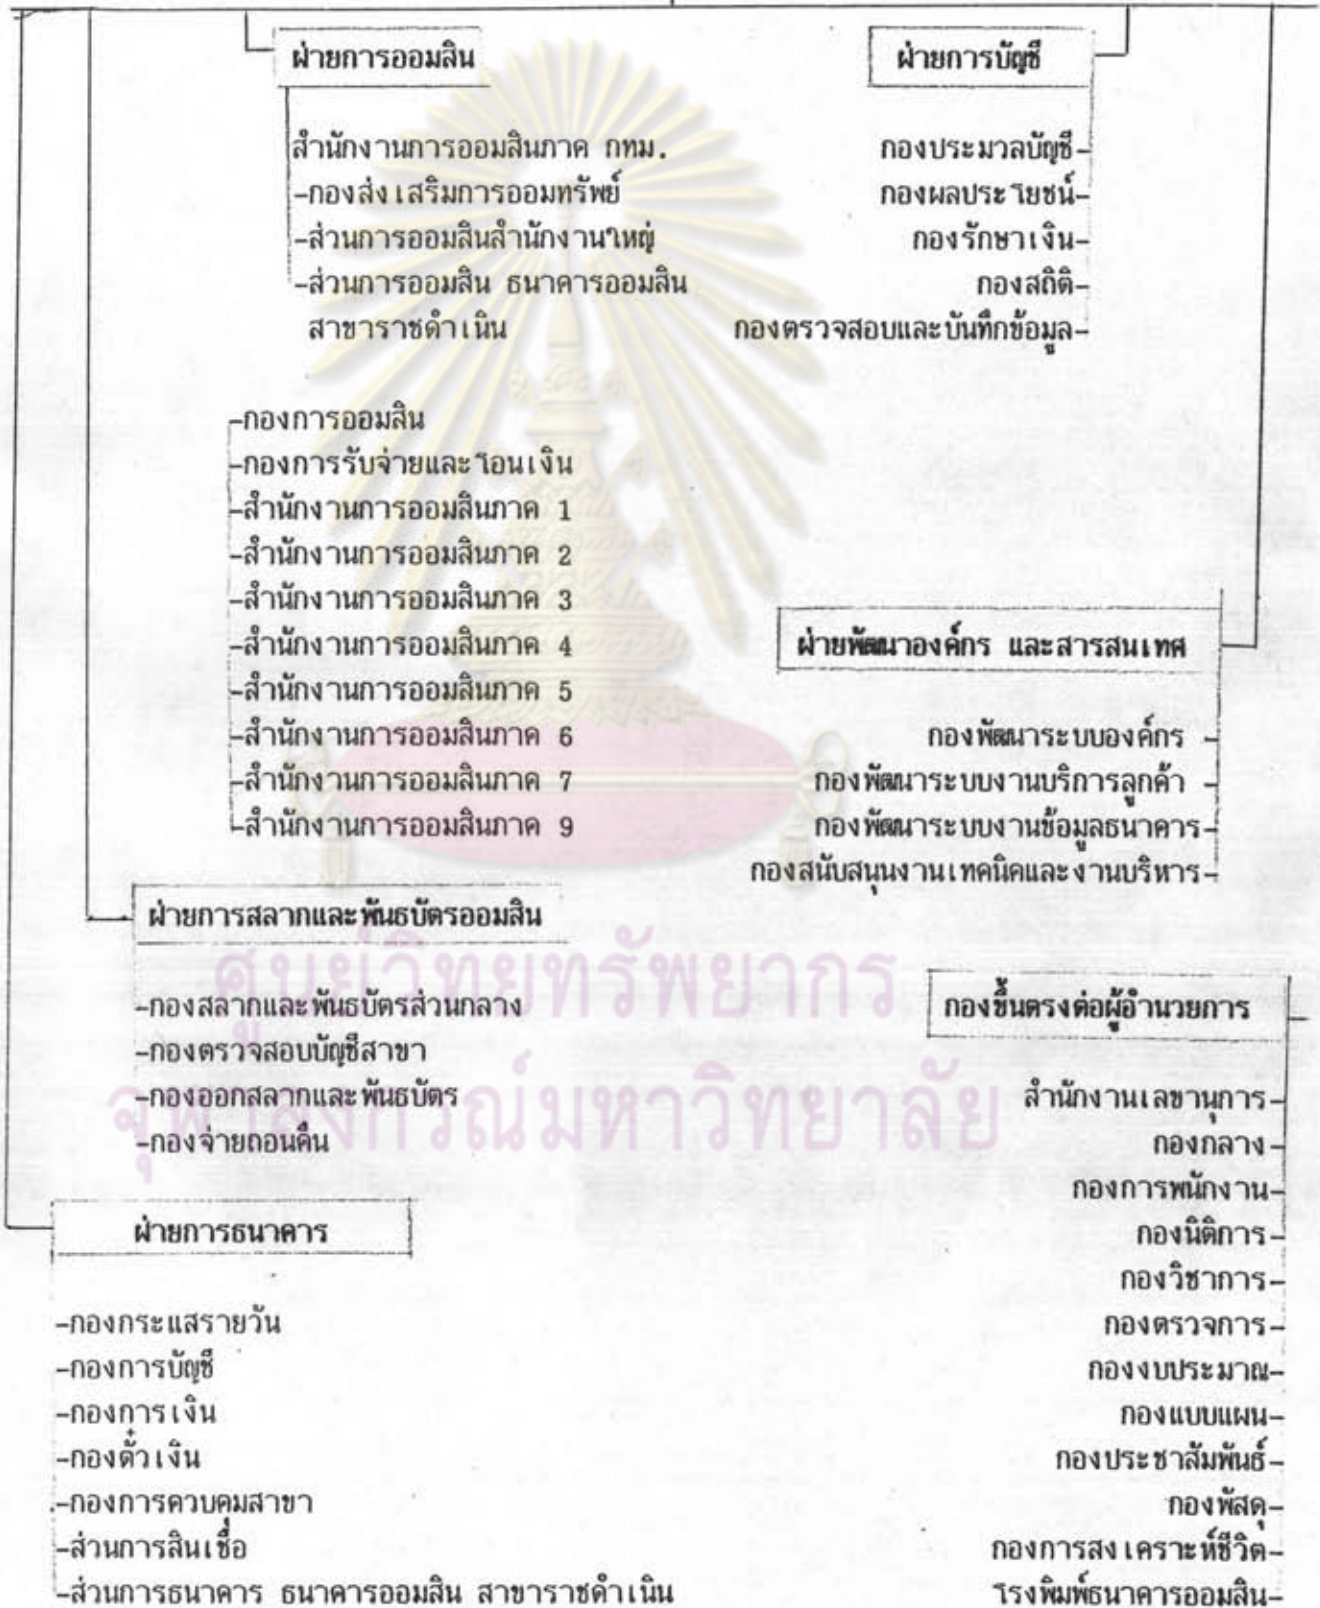 ฝ่ายการออมสิน
สำนักงานการออมสินภาค กทม.
-กองส่งเสริมการออมทรัพย์
-ส่วนการออมสินสำนักงานใหญ่
-ส่วนการออมสิน ธนาคารออมสิน
สาขาราชดำเนิน
-กองการออมสิน
-กองการรับจ่ายและโอนเงิน
-สำนักงานการออมสินภาค 1
-สำนักงานการออมสินภาค 2
-สำนักงานการออมสินภาค 3
-สำนักงานการออมสินภาค 4
-สำนักงานการออมสินภาค 5
-สำนักงานการออมสินภาค 6
-สำนักงานการออมสินภาค 7
-สำนักงานการออมสินภาค 9
ฝ่ายการบัญชี
กองประมวลบัญชี-
กองผลประโยชน์-
กองรักษาเงิน-
กองสถิติ-
กองตรวจสอบและบันทึกข้อมูล-
ฝ่ายพัฒนาองค์กร และสารสนเทศ
กองพัฒนาระบบองค์กร -
กองพัฒนาระบบงานบริการลูกค้า -
กองพัฒนาระบบงานข้อมูลธนาคาร-
กองสนับสนุนงานเทคนิคและงานบริหาร-
ฝ่ายการสลากและพันธบัตรออมสิน
-กองสลากและพันธบัตรส่วนกลาง
-กองตรวจสอบบัญชีสาขา
-กองออกสลากและพันธบัตร
-กองจ่ายถอนคืน
ศูนย์วิทยทรัพยากร
จุฬาลงกรณ์มหาวิทยาลัย
ฝ่ายการธนาคาร
-กองกระแสรายวัน
-กองการบัญชี
-กองการเงิน
-กองตั๋วเงิน
-กองการควบคุมสาขา
-ส่วนการสินเชื่อ
-ส่วนการธนาคาร ธนาคารออมสิน สาขาราชดำเนิน
กองขึ้นตรงต่อผู้อำนวยการ
สำนักงานเลขานุการ-
กองกลาง-
กองการพนักงาน-
กองนิติการ-
กองวิชาการ-
กองตรวจการ-
กองงบประมาณ-
กองแบบแผน-
กองประชาสัมพันธ์-
กองพัสดุ-
กองการสงเคราะห์ชีวิต-
โรงพิมพ์ธนาคารออมสิน-